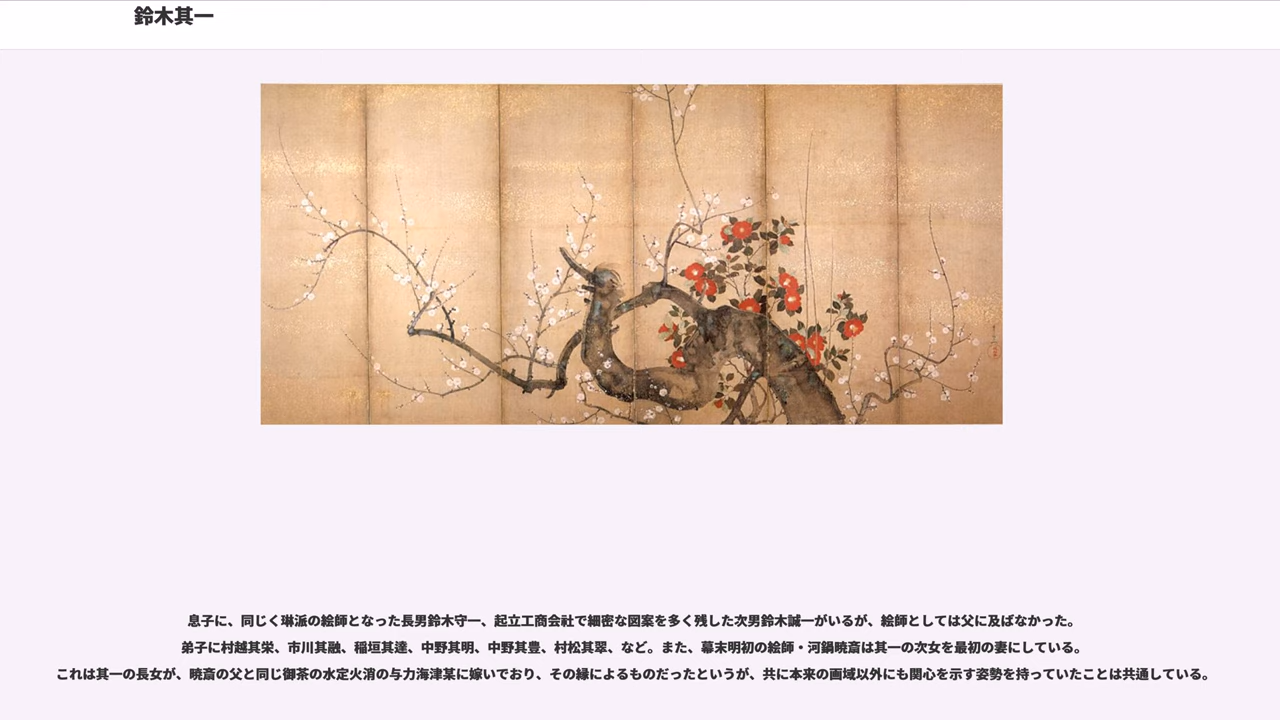 鈴木其一
息子に、同じく琳派の絵師となった長男鈴木守一、起立工商会社で細密な図案を多く残した次男鈴木誠一がいるが、絵師としては父に及ばなかった。
弟子に村越其栄、市川其融、稲垣其達、中野其明、中野其豊、村松其翠、など。また、幕末明初の絵師・河鍋暁斎は其一の次女を最初の妻にしている。
これは其一の長女が、暁斎の父と同じ御茶の水定火消の与力海津某に嫁いでおり、その縁によるものだったというが、共に本来の画域以外にも関心を示す姿勢を持っていたことは共通している。